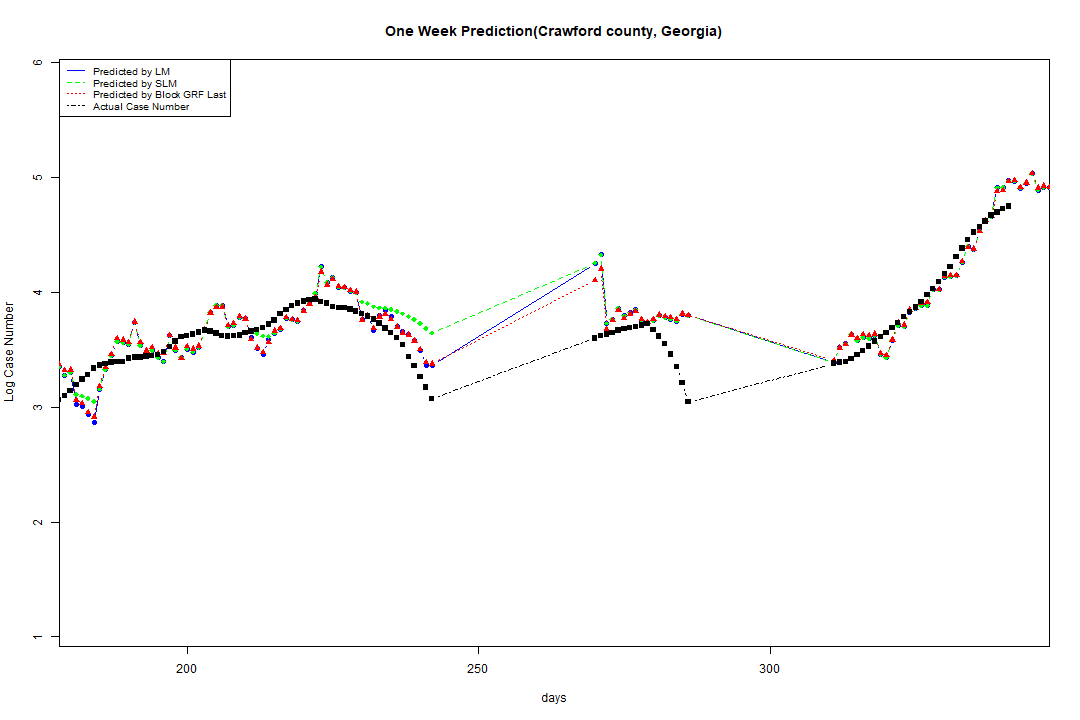 One Week Prediction(Crawford county, Georgia)
Predicted by LM
Predicted by SLM
Predicted by Block GRF Last
Actual Case Number
6
5
4
3
2
1
Log Case Number
200
250
300
days